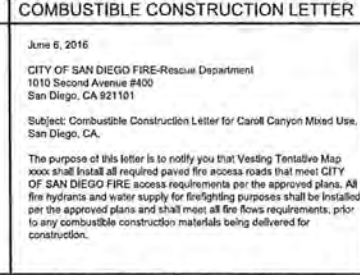 COMBUSTIBLE CONSTRUCTION LETTER
June 6, 2016
CITY OF SAN DIEGO FIRE-Rescue Department
1010 Second Avenue #400
San Diego, CA 921101
Subject: Combustible Construction Letter for Caroll Canyon Mixed Use,
San Diego, CA.
The purpose of this letter is to notify you that Vesting Tentative Map
xxxx shall install all required paved fire access roads that meet CITY
OF SAN DIEGO FIRE access requirements per the approved plans. All
fire hydrants and water supply for firefighting purposes shall be installed
per the approved plans and shall meet all fire flows requirements, prior
to any combustible construction materials being delivered for
construction.